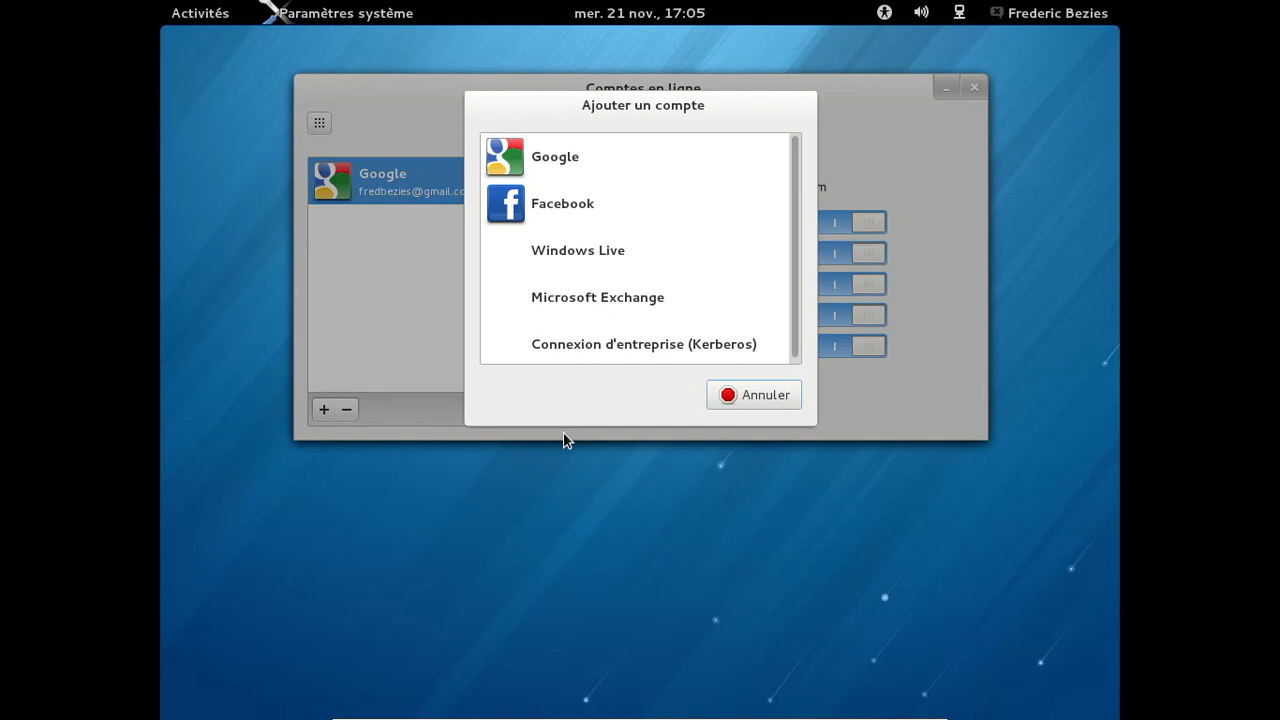 Activités
Paramètres système
mer. 21 nov., 17:05
Frederic Bezies
Comptes en ligne
Ajouter un compte
Google
fredbezies@gmail.co
m
Google
Facebook
Windows Live
Microsoft Exchange
Connexion d'entreprise (Kerberos)
Annuler